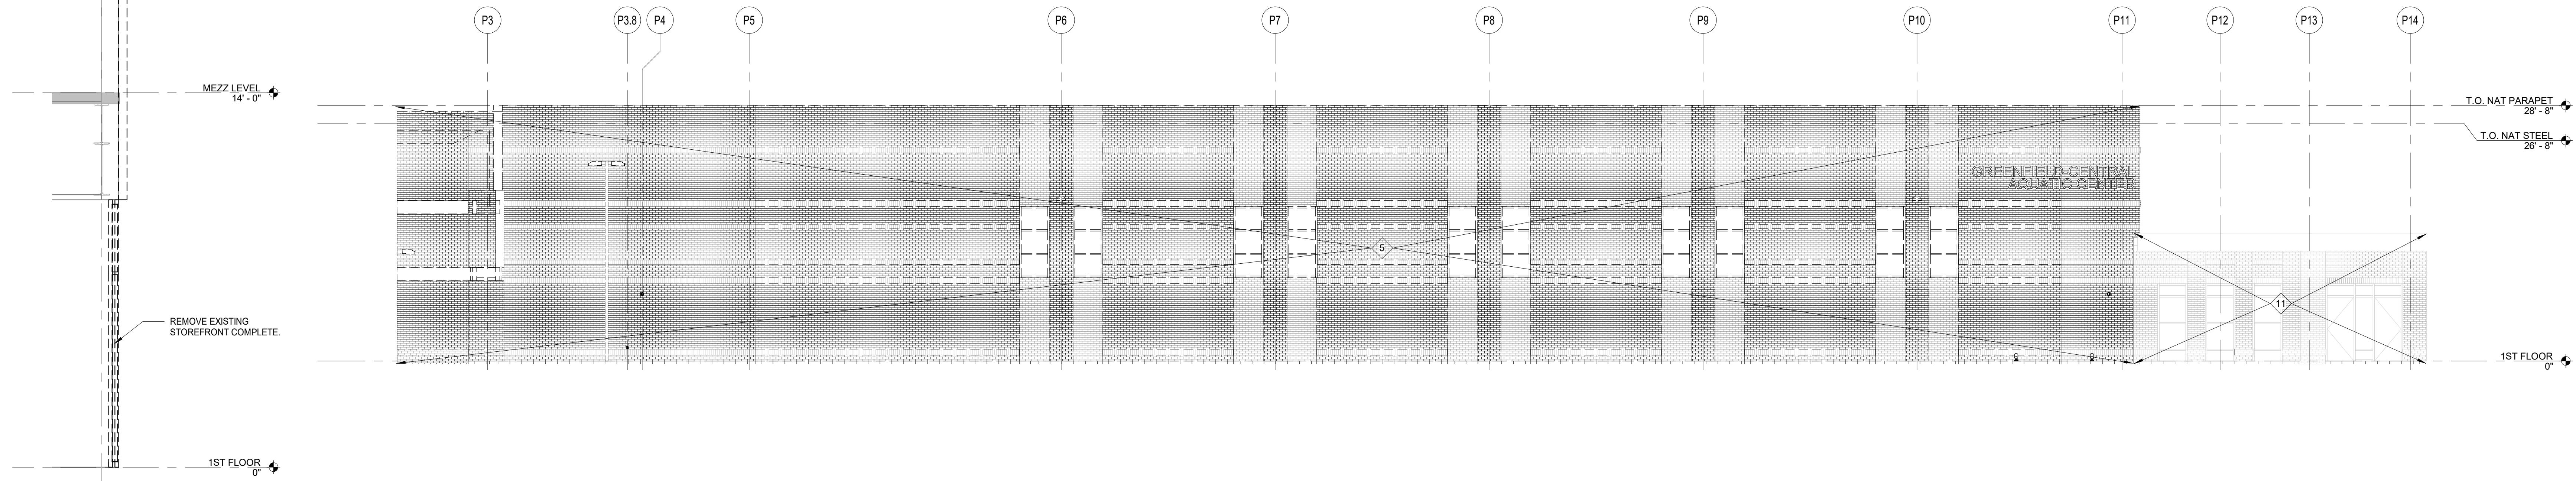 P3
P3.8
P4
P5
P6
P7
P8
P9
P10
P11
P12
P13
P14
MEZZ LEVEL
14' - 0"
T.O. NAT PARAPET
28' - 8"
T.O. NAT STEEL
26' - 8"
GREENFIELD-CENTRAL
AQUATIC CENTER
5
11
REMOVE EXISTING
STOREFRONT COMPLETE.
1ST FLOOR
0"
1ST FLOOR
0"